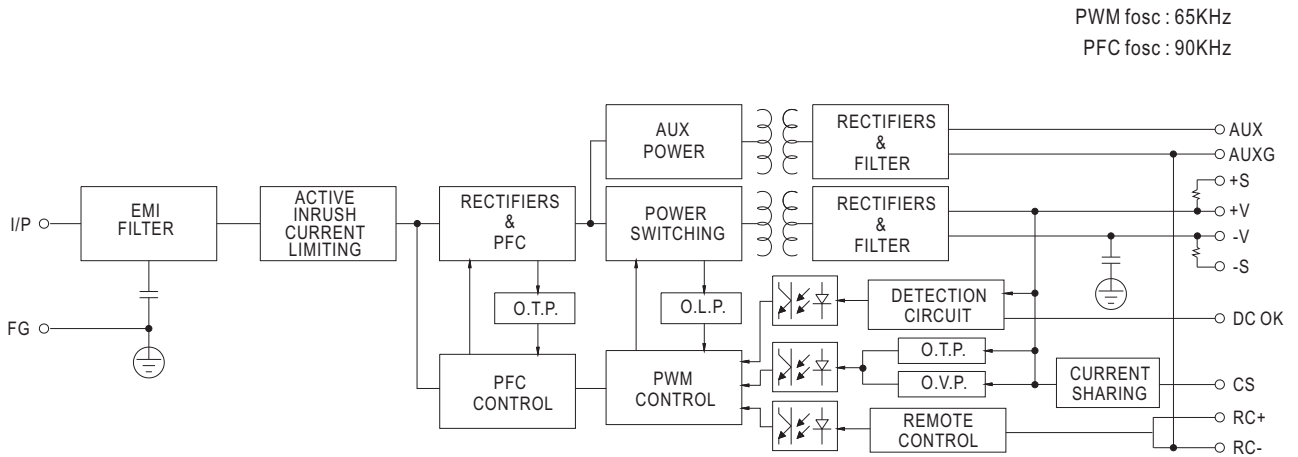 PWM fosc : 65KHz
PFC fosc : 90KHz
AUX
POWER
RECTIFIERS
&
FILTER
AUX
AUXG
+S
I/P
EMI
FILTER
ACTIVE
INRUSH
CURRENT
LIMITING
RECTIFIERS
&
PFC
POWER
SWITCHING
RECTIFIERS
&
FILTER
+V
-V
-S
O.T.P.
O.L.P.
DETECTION
CIRCUIT
DC OK
FG
PFC
CONTROL
PWM
CONTROL
O.T.P.
O.V.P.
CURRENT
SHARING
CS
REMOTE
CONTROL
RC+
RC-